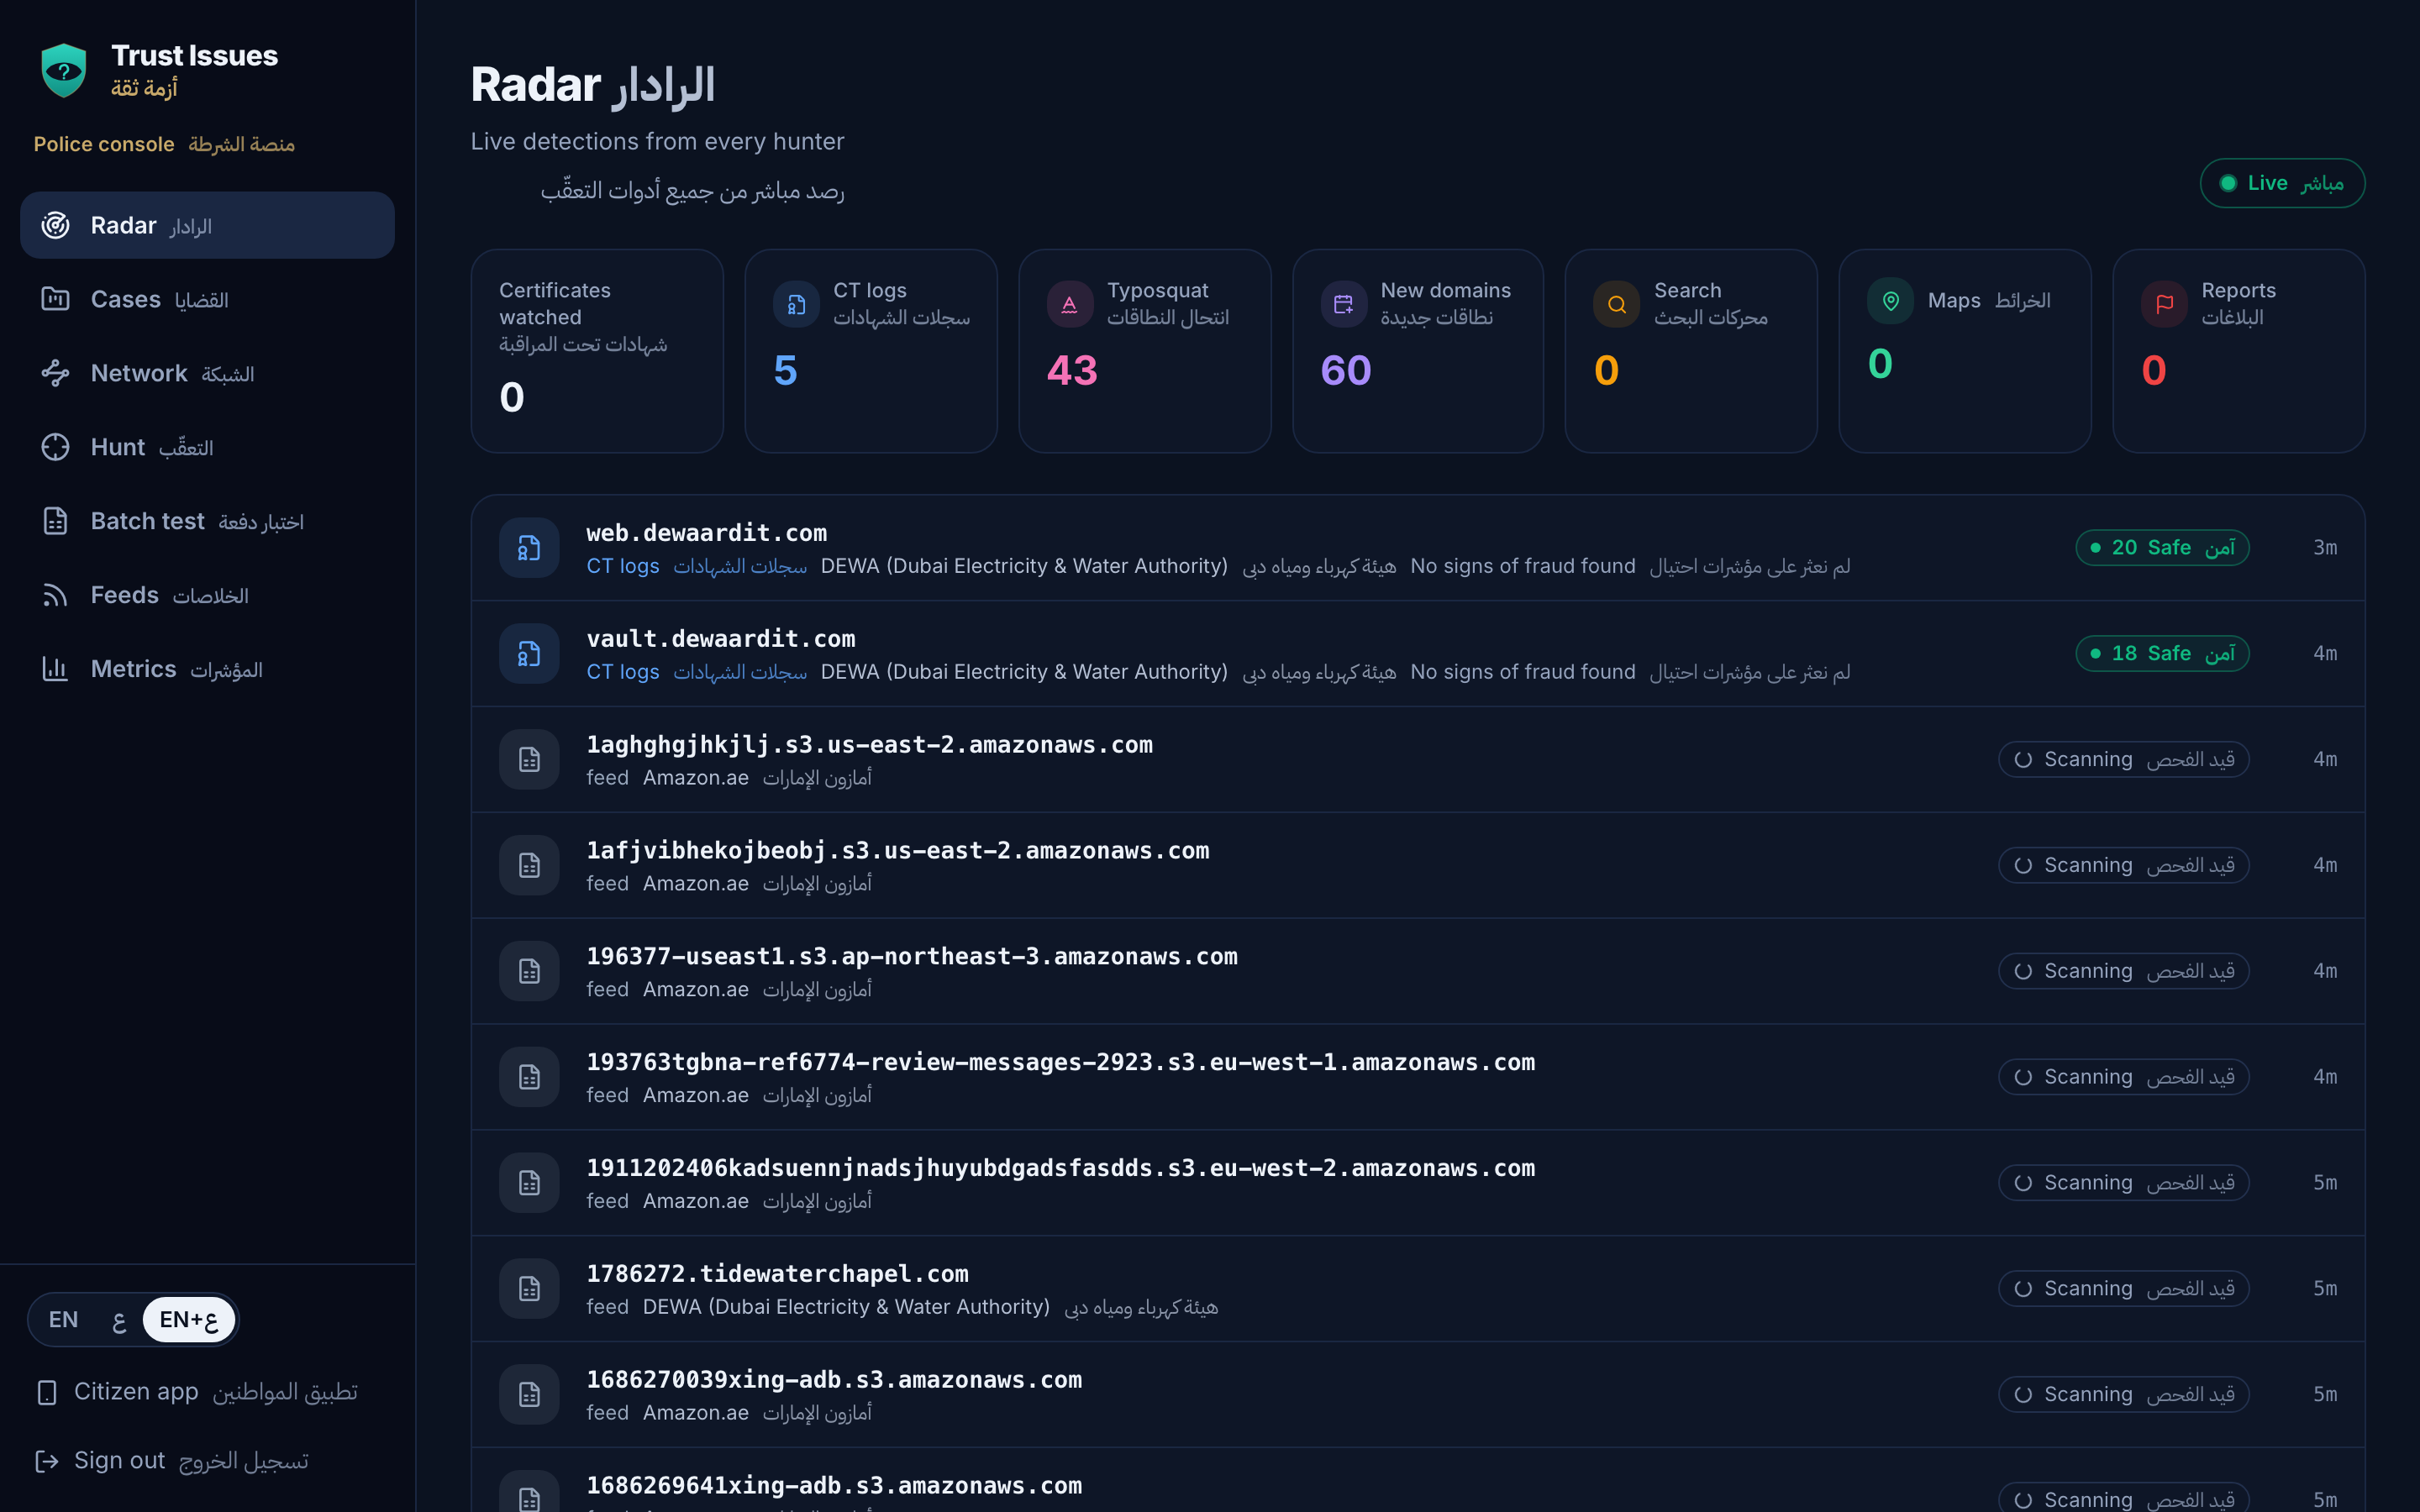 Trust Issues
أزمة ثقة
Police console منصة الشرطة
Radar الرادار
Cases القضايا
Network الشبكة
Hunt التعقّب
Batch test اختبار دفعة
Feeds الخلاصات
Metrics المؤشرات
EN ع EN+ع
Citizen app تطبيق المواطنين
Sign out تسجيل الخروج
Radar الرادار
Live detections from every hunter
رصد مباشر من جميع أدوات التعقّب
Live مباشر
Certificates
watched
شهادات تحت المراقبة
0
CT logs
سجلات الشهادات
5
Typosquat
انتحال النطاقات
43
New domains
نطاقات جديدة
60
Search
محركات البحث
0
Maps الخرائط
0
Reports
البلاغات
0
web.dewaardit.com
CT logs سجلات الشهادات DEWA (Dubai Electricity & Water Authority) هيئة كهرباء ومياه دبي No signs of fraud found لم نعثر على مؤشرات احتيال
20 Safe آمن 3m
vault.dewaardit.com
CT logs سجلات الشهادات DEWA (Dubai Electricity & Water Authority) هيئة كهرباء ومياه دبي No signs of fraud found لم نعثر على مؤشرات احتيال
18 Safe آمن 4m
1aghghgjhkjlj.s3.us-east-2.amazonaws.com
feed Amazon.ae أمازون الإمارات
Scanning قيد الفحص 4m
1afjvibhekojbeobj.s3.us-east-2.amazonaws.com
feed Amazon.ae أمازون الإمارات
Scanning قيد الفحص 4m
196377-useast1.s3.ap-northeast-3.amazonaws.com
feed Amazon.ae أمازون الإمارات
Scanning قيد الفحص 4m
193763tgbna-ref6774-review-messages-2923.s3.eu-west-1.amazonaws.com
feed Amazon.ae أمازون الإمارات
Scanning قيد الفحص 4m
1911202406kadsuennjnadsjhuyubdgadsfasdds.s3.eu-west-2.amazonaws.com
feed Amazon.ae أمازون الإمارات
Scanning قيد الفحص 5m
1786272.tidewaterchapel.com
feed DEWA (Dubai Electricity & Water Authority) هيئة كهرباء ومياه دبي
Scanning قيد الفحص 5m
1686270039xing-adb.s3.amazonaws.com
feed Amazon.ae أمازون الإمارات
Scanning قيد الفحص 5m
1686269641xing-adb.s3.amazonaws.com
Scanning قيد الفحص 5m